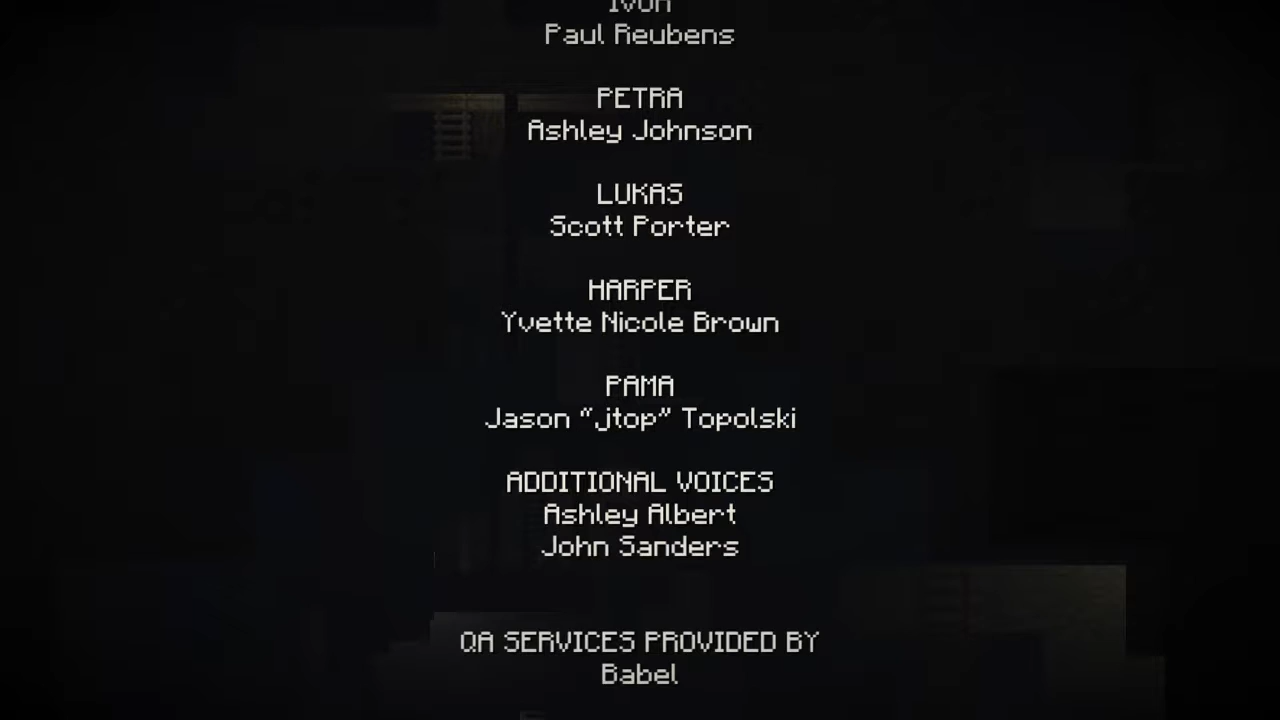 IVOR
Paul Reubens
PETRA
Ashley Johnson
LUKAS
Scott Porter
HARPER
Yvette Nicole Brown
PAMA
Jason “.jtop” Topolski
ADDITIONAL VOICES
Ashley Albert
John Sanders
QA SERVICES PROVIDED BY
Babel